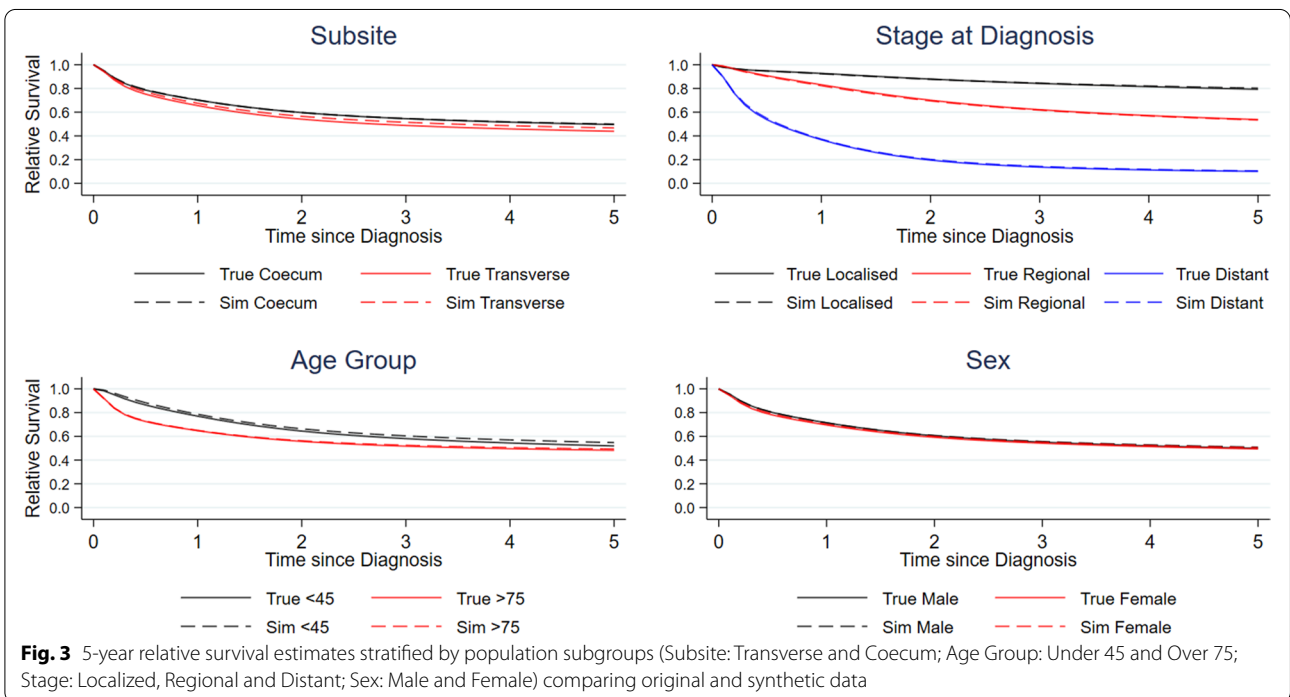 Subsite
Relative Survival
1.0
0.8
0.6
0.4
0.2
0.0
0 1 2 3 4 5
Time since Diagnosis
True Coecum True Transverse
Sim Coecum Sim Transverse
Stage at Diagnosis
1.0
0.8
0.6
0.4
0.2
0.0
0 1 2 3 4 5
Time since Diagnosis
True Localised True Regional True Distant
Sim Localised Sim Regional Sim Distant
Age Group
Relative Survival
1.0
0.8
0.6
0.4
0.2
0.0
0 1 2 3 4 5
Time since Diagnosis
True <45 True >75
Sim <45 Sim >75
Sex
1.0
0.8
0.6
0.4
0.2
0.0
0 1 2 3 4 5
Time since Diagnosis
True Male True Female
Sim Male Sim Female
Fig. 3 5-year relative survival estimates stratified by population subgroups (Subsite: Transverse and Coecum; Age Group: Under 45 and Over 75;
Stage: Localized, Regional and Distant; Sex: Male and Female) comparing original and synthetic data